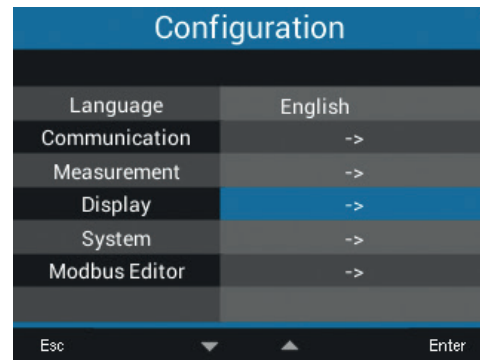 Configuration
Language English
Communication ->
Measurement ->
Display ->
System ->
Modbus Editor ->
Esc Enter